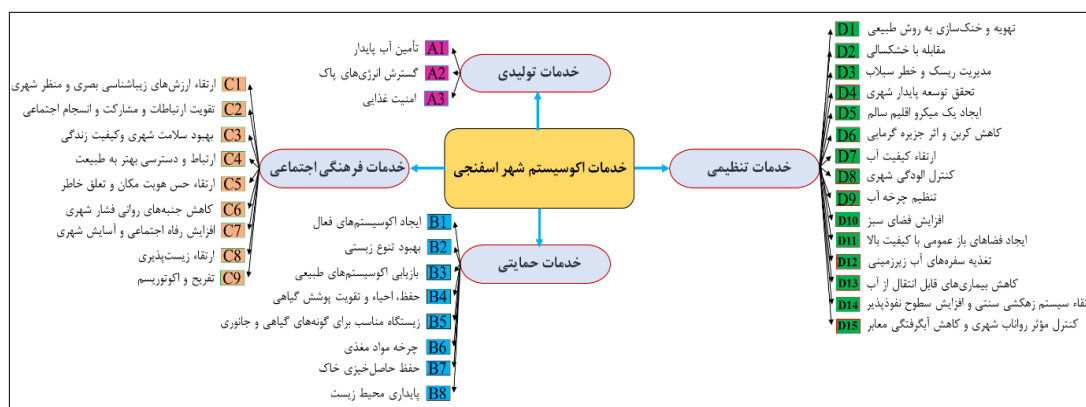 خدمات اکوسیستم شهر اسفنجی
خدمات تولیدی
A1 تأمین آب پایدار
A2 گسترش انرژی‌های پاک
A3 امنیت غذایی
خدمات تنظیمی
D1 تهویه و خنک‌سازی به روش طبیعی
D2 مقابله با خشکسالی
D3 مدیریت ریسک و خطر سیلاب
D4 تحقق توسعه پایدار شهری
D5 ایجاد یک میکرو اقلیم سالم
D6 کاهش کربن و اثر جزیره گرمایی
D7 ارتقاء کیفیت آب
D8 کنترل الودگی شهری
D9 تنظیم چرخه آب
D10 افزایش فضای سبز
D11 ایجاد فضاهای باز عمومی با کیفیت بالا
D12 تغذیه سفره‌های آب زیرزمینی
D13 کاهش بیماری‌های قابل انتقال از آب
D14 قاء سیستم زهکشی سنتی و افزایش سطوح نفوذپذیر
D15 کنترل مؤثر رواناب شهری و کاهش آبگرفتگی معابر
خدمات فرهنگی اجتماعی
C1 ارتقاء ارزش‌های زیباشناسی بصری و منظر شهری
C2 تقویت ارتباطات و مشارکت و انسجام اجتماعی
C3 بهبود سلامت شهری وکیفیت زندگی
C4 ارتباط و دسترسی بهتر به طبیعت
C5 ارتقاء حس هویت مکان و تعلق خاطر
C6 کاهش جنبه‌های روانی فشار شهری
C7 افزایش رفاه اجتماعی و آسایش شهری
C8 ارتقاء زیست‌پذیری
C9 تفریح و اکوتوریسم
خدمات حمایتی
B1 ایجاد اکوسیستم‌های فعال
B2 بهبود تنوع زیستی
B3 بازیابی اکوسیستم‌های طبیعی
B4 حفظ، احیاء و تقویت پوشش گیاهی
B5 زیستگاه مناسب برای گونه‌های گیاهی و جانوری
B6 چرخه مواد مغذی
B7 حفظ حاصل‌خیزی خاک
B8 پایداری محیط زیست